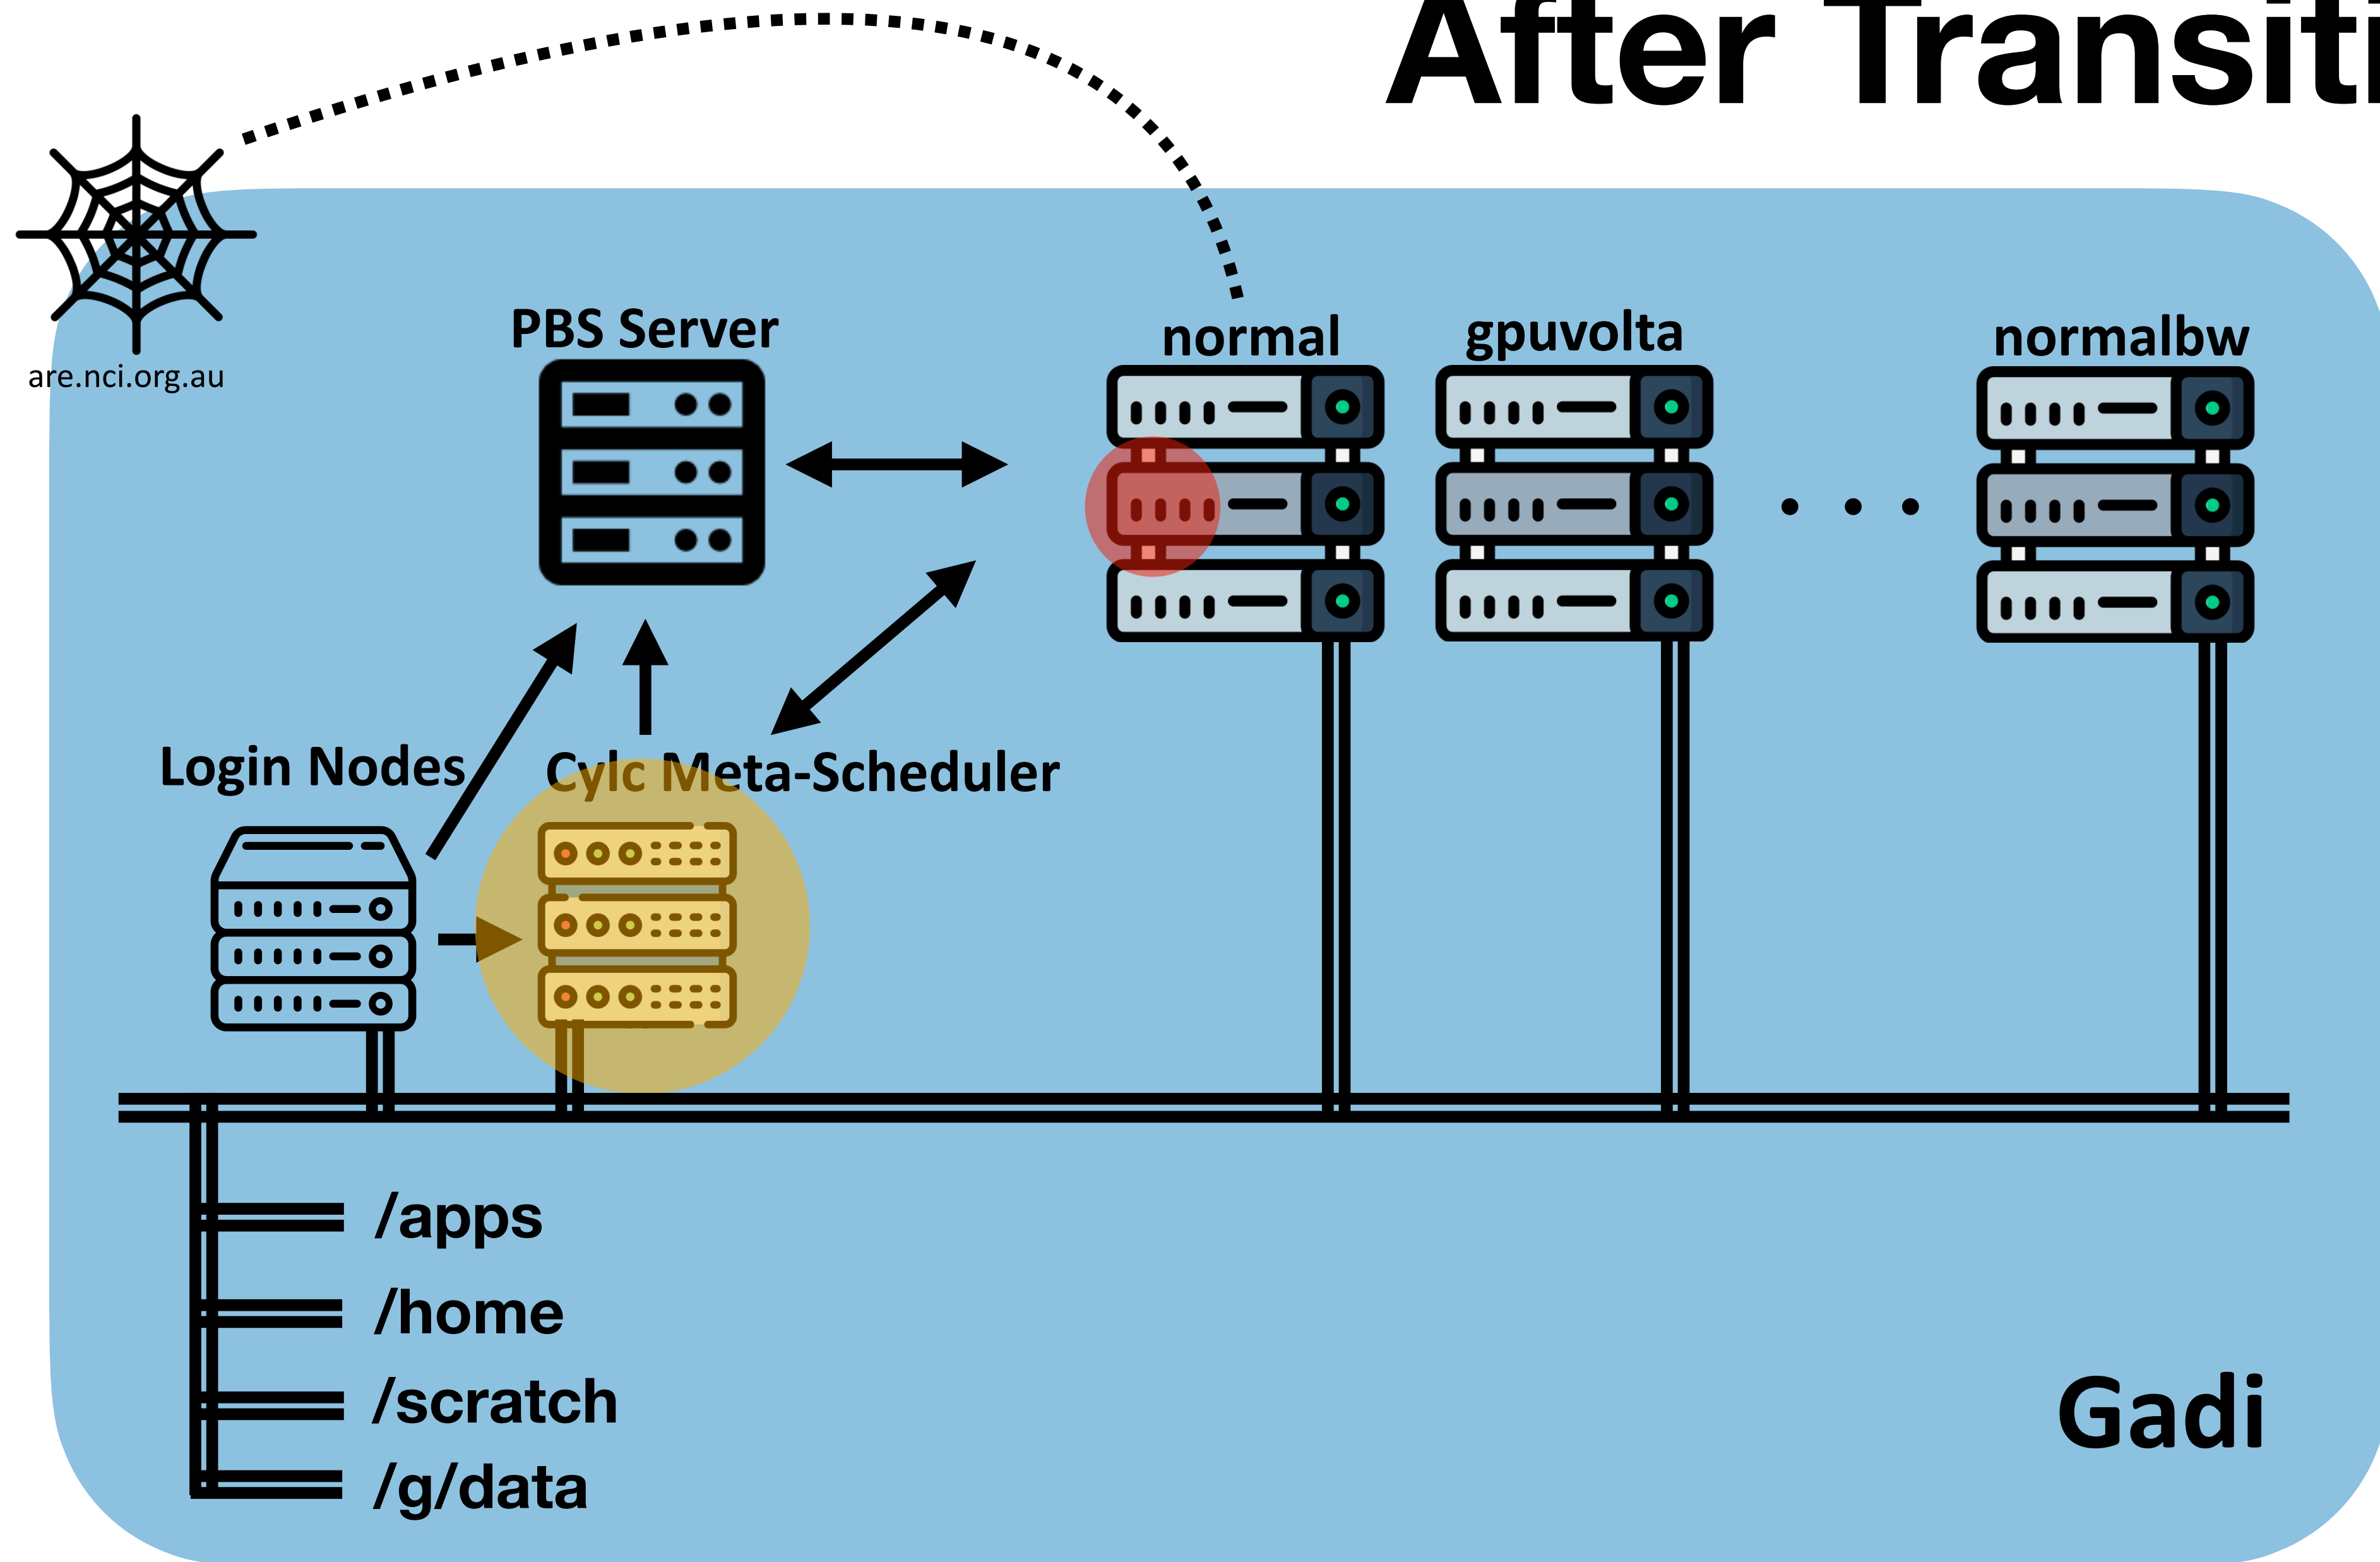 After Transiti
are.nci.org.au
PBS Server
normal
gpuvolta
normalbw
Login Nodes
Cylc Meta-Scheduler
/apps
/home
/scratch
/g/data
Gadi